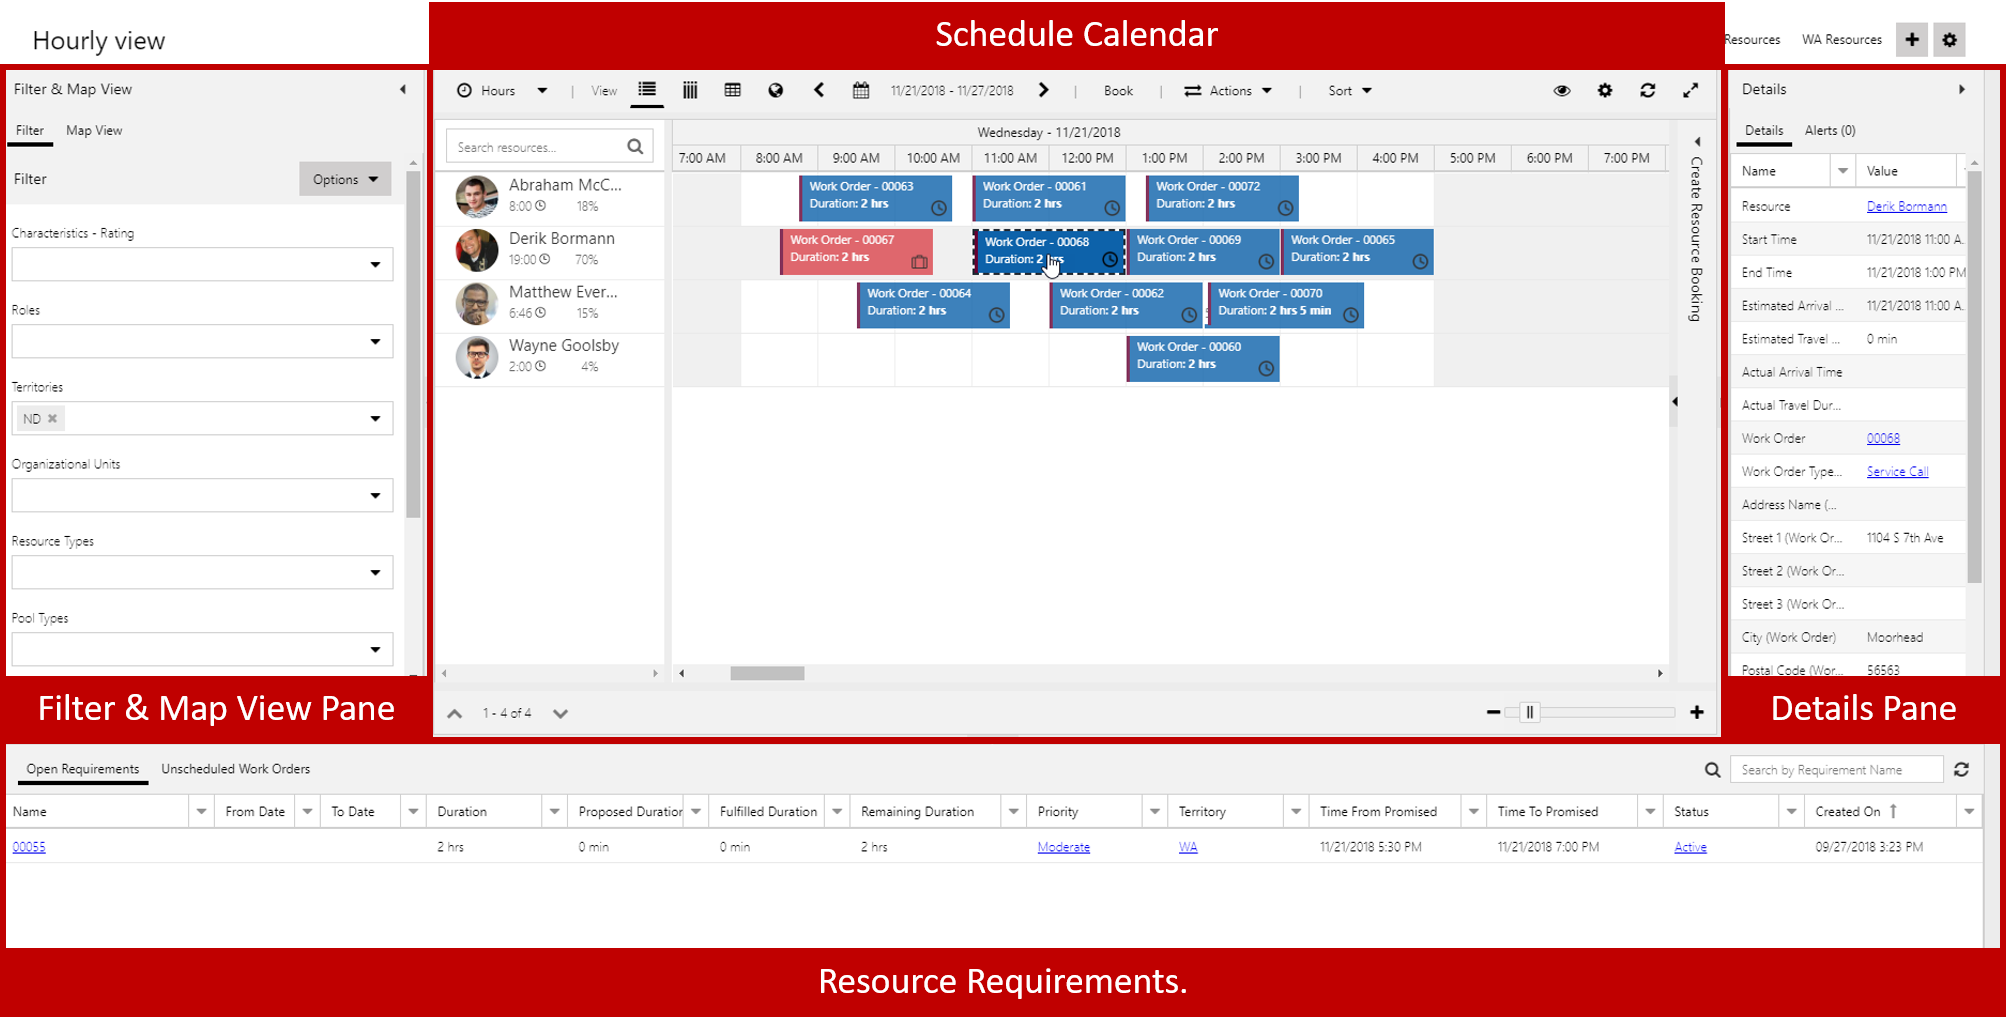 Schedule Calendar
Hourly view
Resources
WA Resources
Filter & Map View
Filter
Map View
Filter
Options
Characteristics - Rating
Roles
Territories
ND
Organizational Units
Resource Types
Pool Types
Filter & Map View Pane
Hours
View
11/21/2018 - 11/27/2018
Book
Actions
Sort
Search resources...
Wednesday - 11/21/2018
7:00 AM 8:00 AM 9:00 AM 10:00 AM 11:00 AM 12:00 PM 1:00 PM 2:00 PM 3:00 PM 4:00 PM 5:00 PM 6:00 PM 7:00 PM
Abraham McC...
8:00 18%
Work Order - 00063
Duration: 2 hrs
Work Order - 00061
Duration: 2 hrs
Work Order - 00072
Duration: 2 hrs
Derik Bormann
19:00 70%
Work Order - 00067
Duration: 2 hrs
Work Order - 00068
Duration: 2 hrs
Work Order - 00069
Duration: 2 hrs
Work Order - 00065
Duration: 2 hrs
Matthew Ever...
6:46 15%
Work Order - 00064
Duration: 2 hrs
Work Order - 00062
Duration: 2 hrs
Work Order - 00070
Duration: 2 hrs 5 min
Wayne Goolsby
2:00 4%
Work Order - 00060
Duration: 2 hrs
Create Resource Booking
1 - 4 of 4
Details
Details
Alerts (0)
Name Value
Resource Derik Bormann
Start Time 11/21/2018 11:00 A.
End Time 11/21/2018 1:00 PM
Estimated Arrival ... 11/21/2018 11:00 A.
Estimated Travel ... 0 min
Actual Arrival Time
Actual Travel Dur...
Work Order 00068
Work Order Type... Service Call
Address Name (...
Street 1 (Work Or... 1104 S 7th Ave
Street 2 (Work Or...
Street 3 (Work Or...
City (Work Order) Moorhead
Postal Code (Wor... 56563
Details Pane
Open Requirements
Unscheduled Work Orders
Search by Requirement Name
Name From Date To Date Duration Proposed Duration Fulfilled Duration Remaining Duration Priority Territory Time From Promised Time To Promised Status Created On
00055 2 hrs 0 min 0 min 2 hrs Moderate WA 11/21/2018 5:30 PM 11/21/2018 7:00 PM Active 09/27/2018 3:23 PM
Resource Requirements.